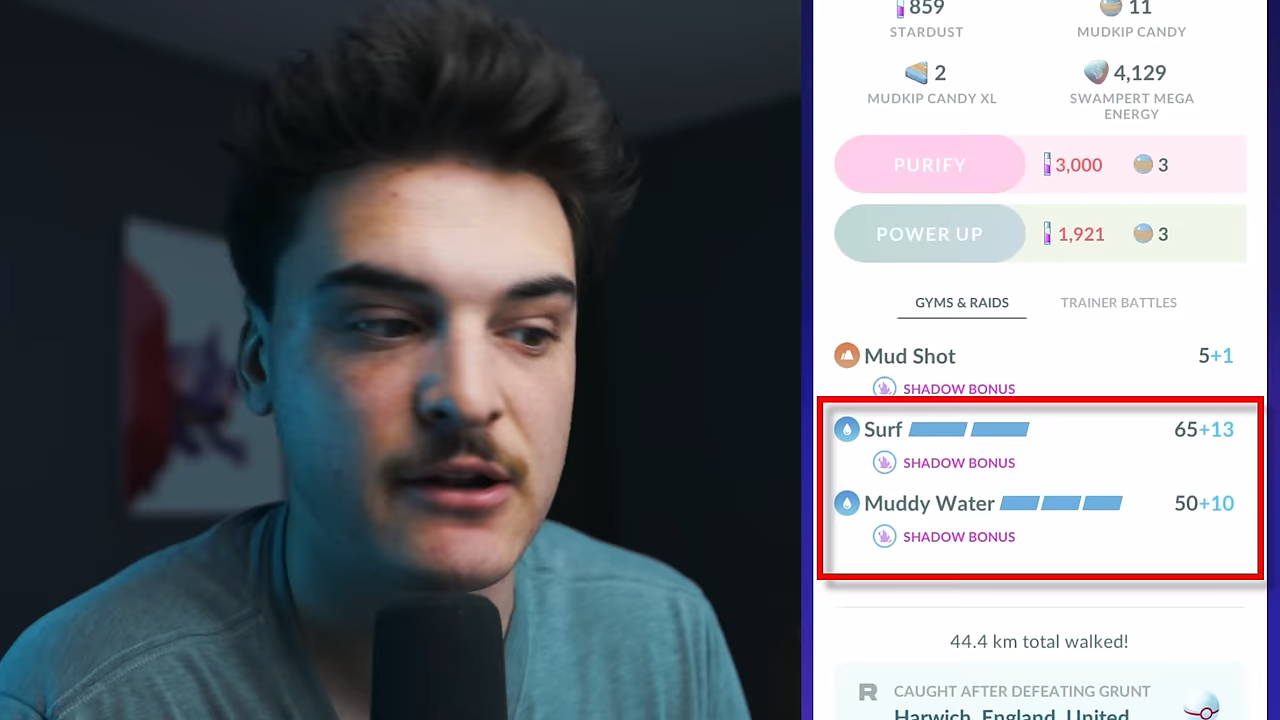 859
STARDUST
11
MUDKIP CANDY
2
MUDKIP CANDY XL
4,129
SWAMPERT MEGA
ENERGY
PURIFY 3,000 3
POWER UP 1,921 3
GYMS & RAIDS TRAINER BATTLES
Mud Shot 5+1
SHADOW BONUS
Surf 65+13
SHADOW BONUS
Muddy Water 50+10
SHADOW BONUS
44.4 km total walked!
R CAUGHT AFTER DEFEATING GRUNT
Harwich, England, United